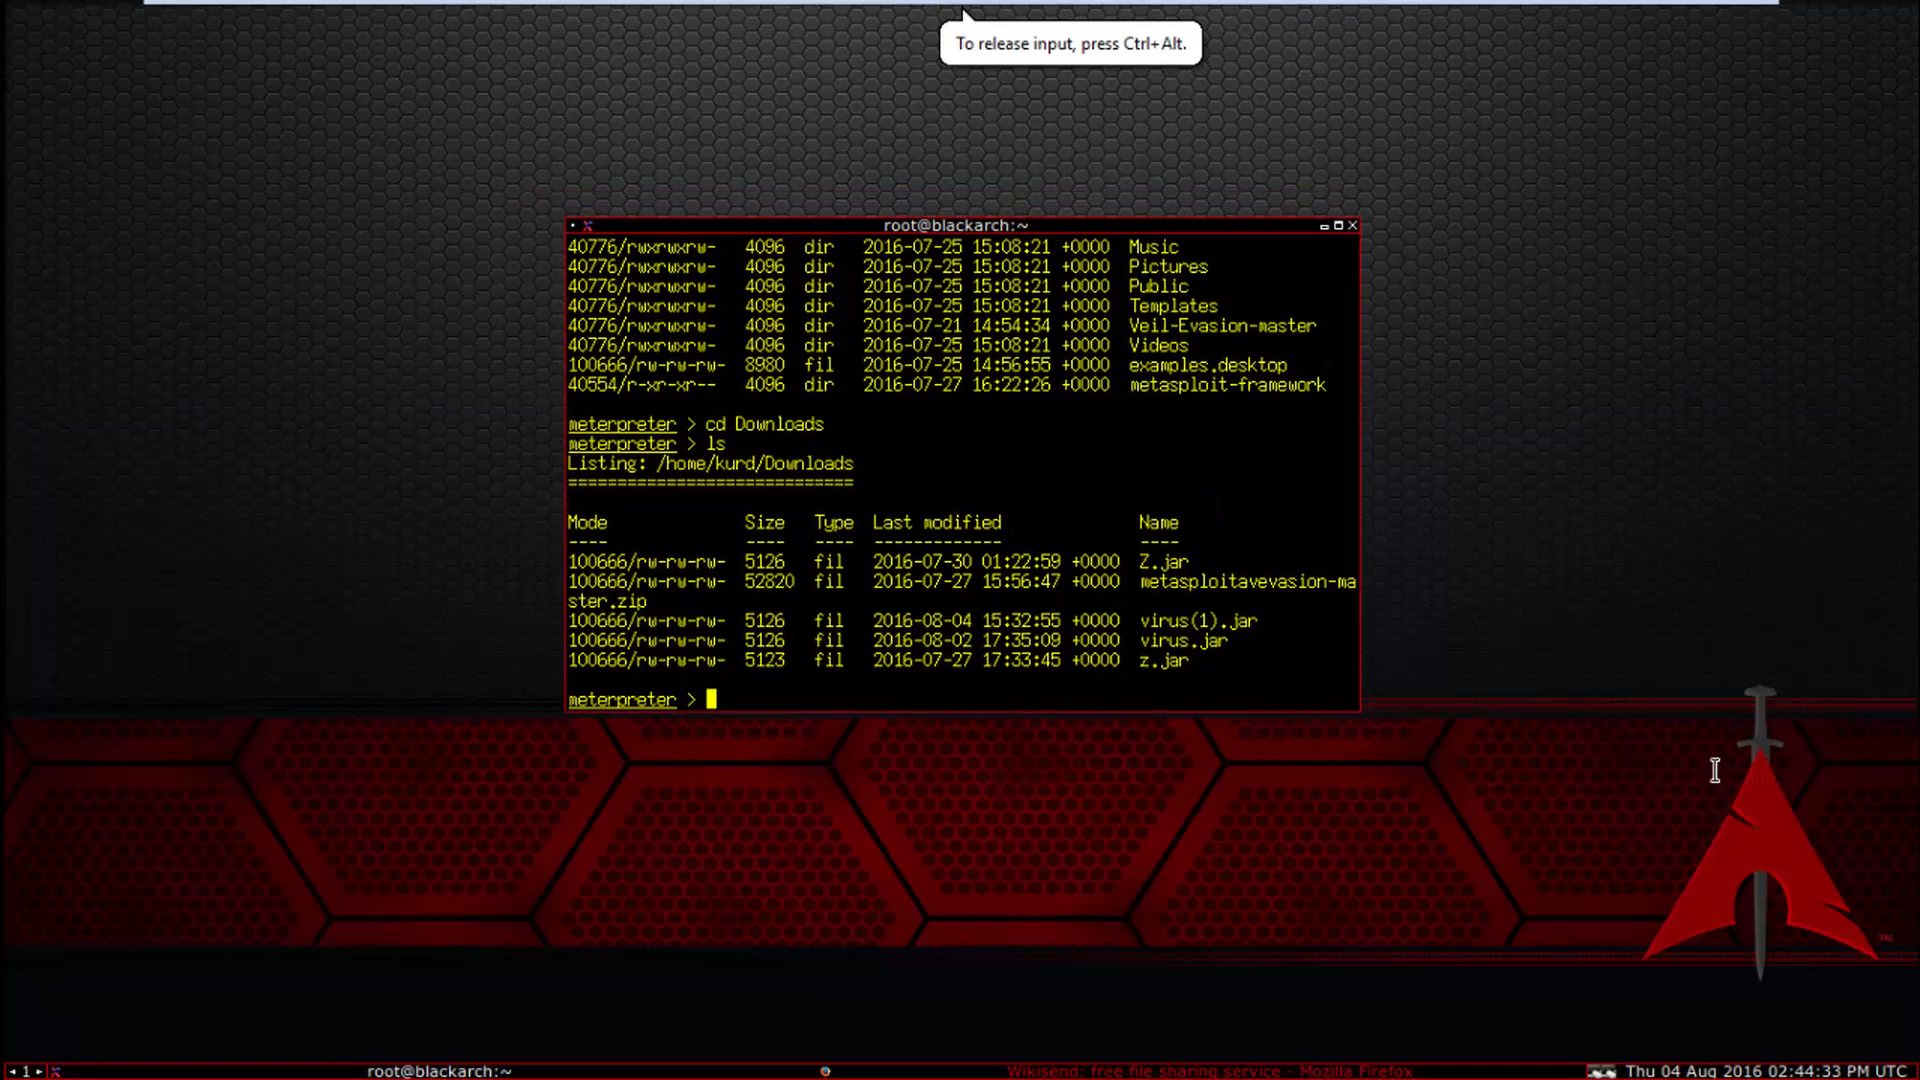 To release input, press Ctrl+Alt.
root@blackarch:~
40776/rwxrwxrw-  4096  dir  2016-07-25 15:08:21 +0000  Music
40776/rwxrwxrw-  4096  dir  2016-07-25 15:08:21 +0000  Pictures
40776/rwxrwxrw-  4096  dir  2016-07-25 15:08:21 +0000  Public
40776/rwxrwxrw-  4096  dir  2016-07-25 15:08:21 +0000  Templates
40776/rwxrwxrw-  4096  dir  2016-07-21 14:54:34 +0000  Veil-Evasion-master
40776/rwxrwxrw-  4096  dir  2016-07-25 15:08:21 +0000  Videos
100666/rw-rw-rw-  8980  fil  2016-07-25 14:56:55 +0000  examples.desktop
40554/r-xr-xr--  4096  dir  2016-07-27 16:22:26 +0000  metasploit-framework
meterpreter > cd Downloads
meterpreter > ls
Listing: /home/kurd/Downloads
=============================
Mode  Size  Type  Last modified  Name
----  ----  ----  -------------  ----
100666/rw-rw-rw-  5126  fil  2016-07-30 01:22:59 +0000  Z.jar
100666/rw-rw-rw-  52820  fil  2016-07-27 15:56:47 +0000  metasploitavevasion-ma
ster.zip
100666/rw-rw-rw-  5126  fil  2016-08-04 15:32:55 +0000  virus(1).jar
100666/rw-rw-rw-  5126  fil  2016-08-02 17:35:09 +0000  virus.jar
100666/rw-rw-rw-  5123  fil  2016-07-27 17:33:45 +0000  z.jar
meterpreter >
TM
1 root@blackarch:~ Wikisend: free file sharing service - Mozilla Firefox Thu 04 Aug 2016 02:44:33 PM UTC